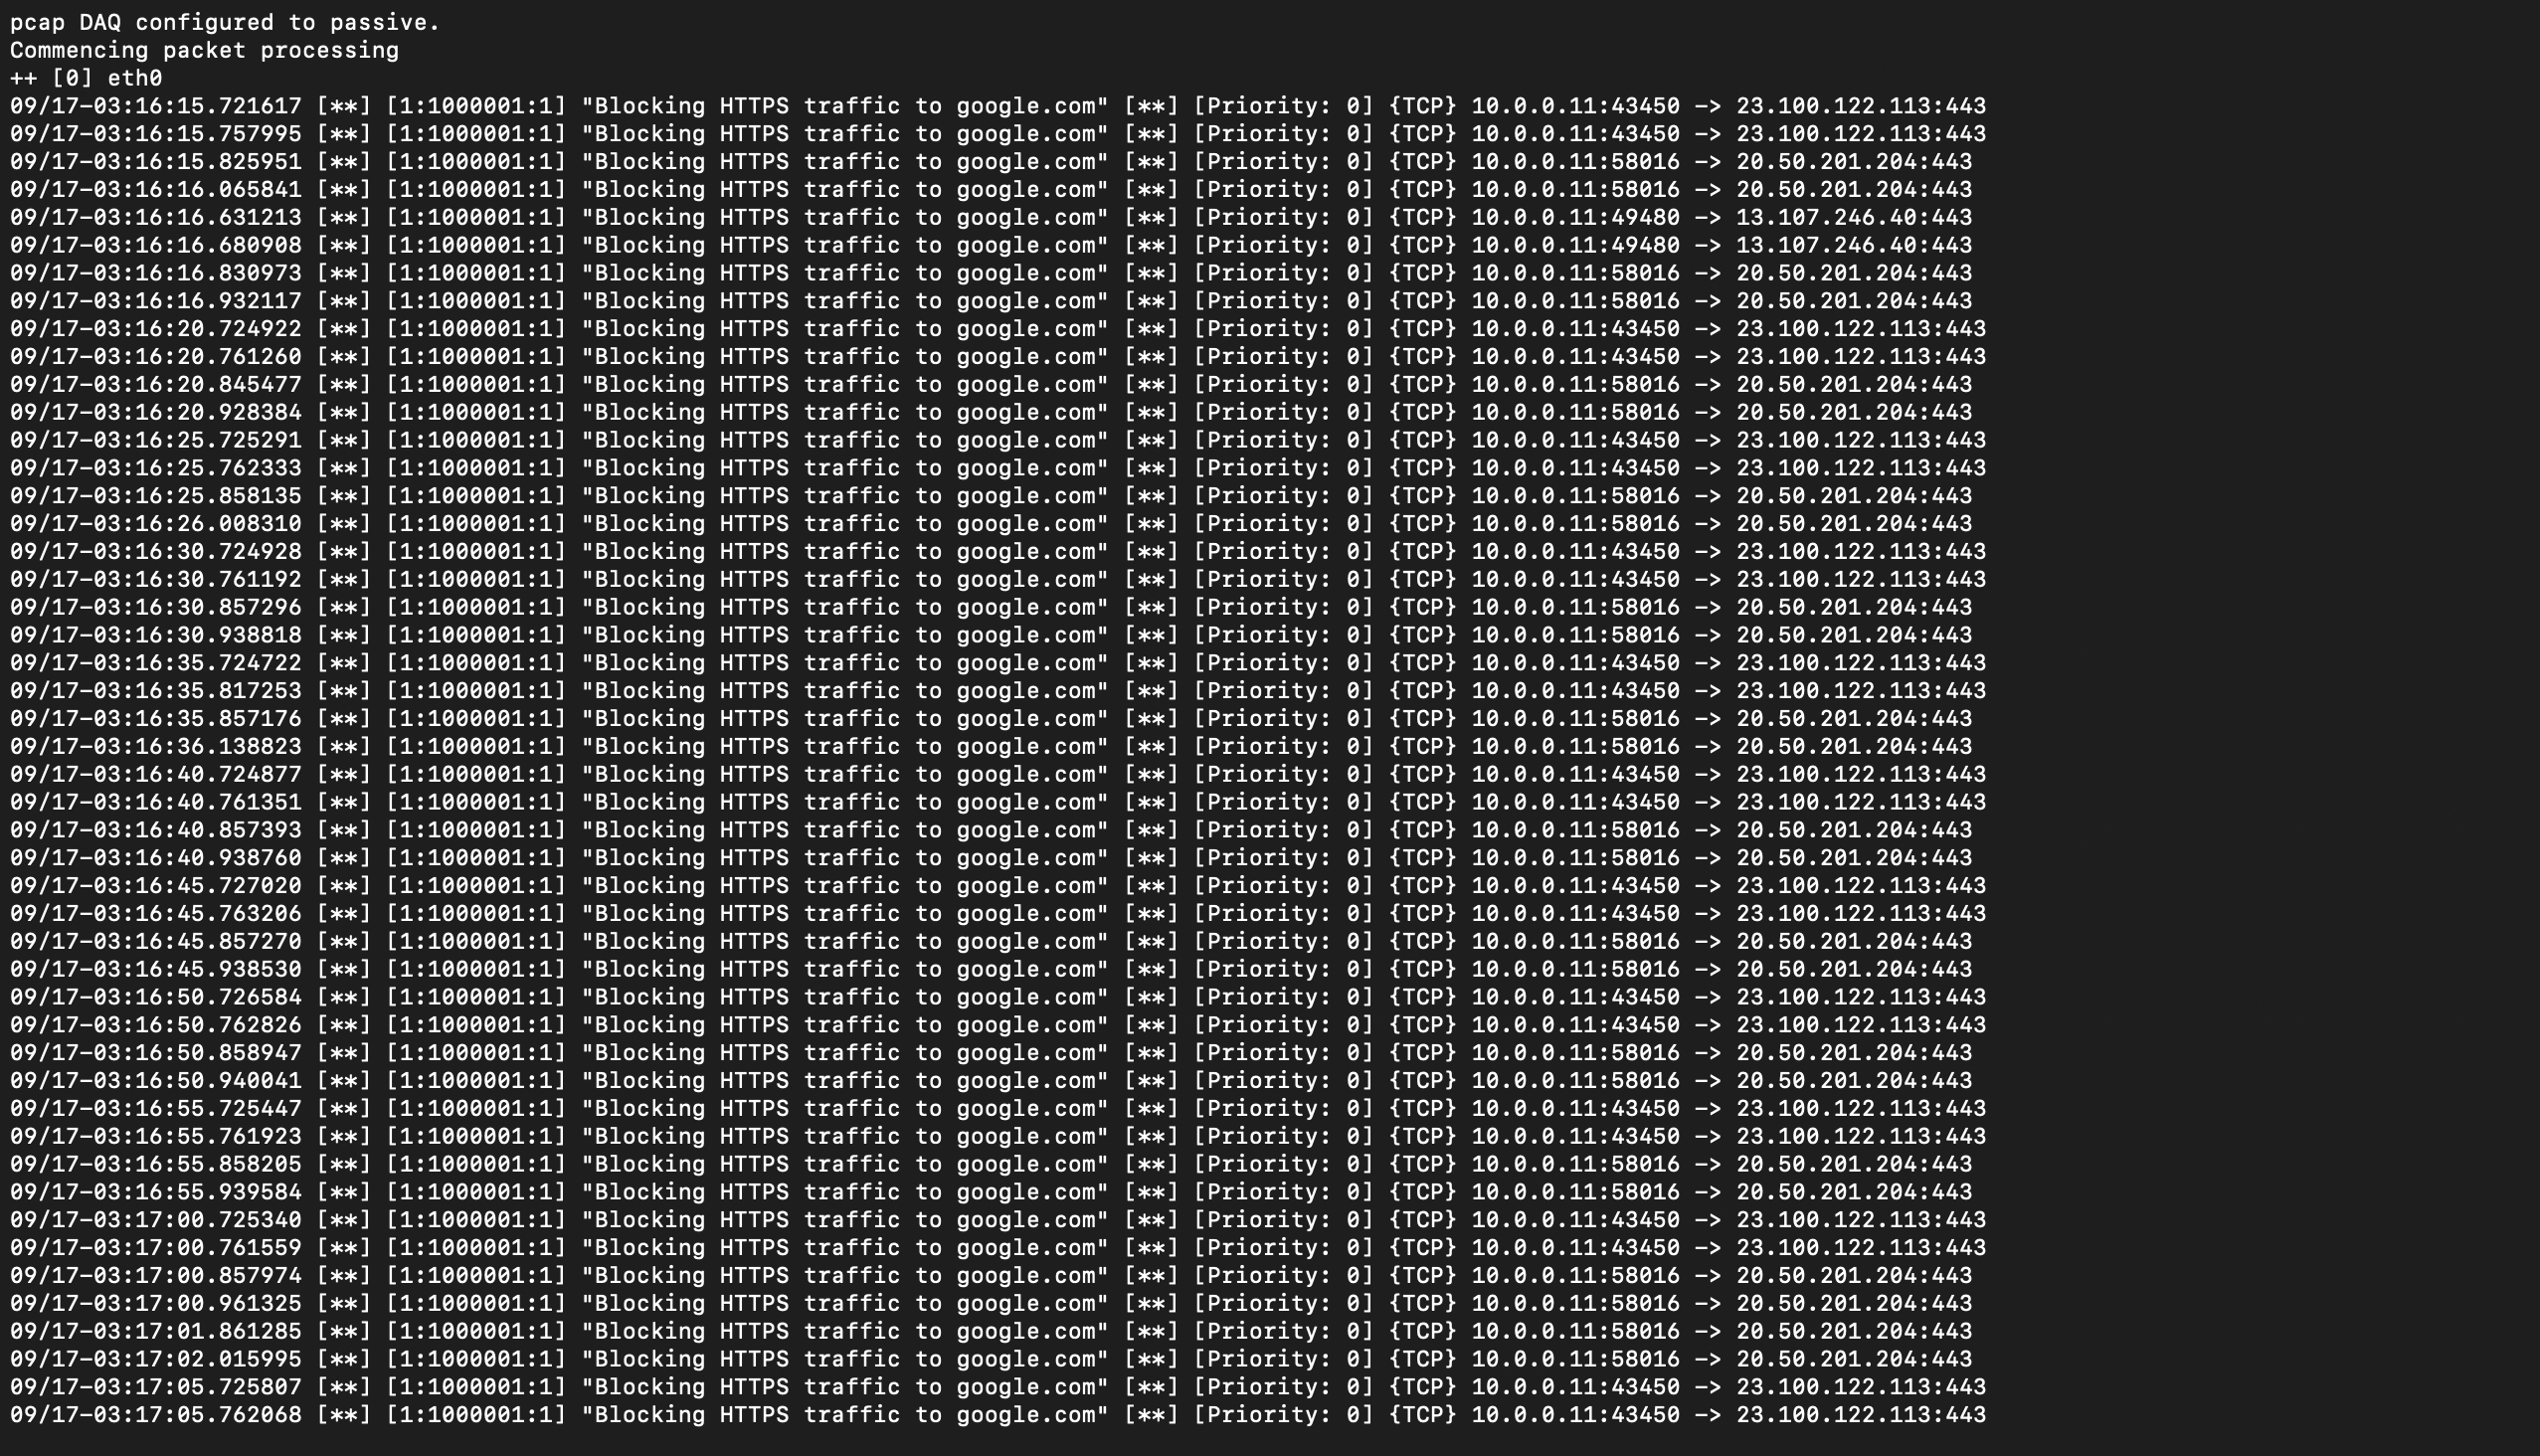 pcap DAQ configured to passive.
Commencing packet processing
++ [0] eth0
09/17-03:16:15.721617 [**] [1:1000001:1] "Blocking HTTPS traffic to google.com" [**] [Priority: 0] {TCP} 10.0.0.11:43450 -> 23.100.122.113:443
09/17-03:16:15.757995 [**] [1:1000001:1] "Blocking HTTPS traffic to google.com" [**] [Priority: 0] {TCP} 10.0.0.11:43450 -> 23.100.122.113:443
09/17-03:16:15.825951 [**] [1:1000001:1] "Blocking HTTPS traffic to google.com" [**] [Priority: 0] {TCP} 10.0.0.11:58016 -> 20.50.201.204:443
09/17-03:16:16.065841 [**] [1:1000001:1] "Blocking HTTPS traffic to google.com" [**] [Priority: 0] {TCP} 10.0.0.11:58016 -> 20.50.201.204:443
09/17-03:16:16.631213 [**] [1:1000001:1] "Blocking HTTPS traffic to google.com" [**] [Priority: 0] {TCP} 10.0.0.11:49480 -> 13.107.246.40:443
09/17-03:16:16.680908 [**] [1:1000001:1] "Blocking HTTPS traffic to google.com" [**] [Priority: 0] {TCP} 10.0.0.11:49480 -> 13.107.246.40:443
09/17-03:16:16.830973 [**] [1:1000001:1] "Blocking HTTPS traffic to google.com" [**] [Priority: 0] {TCP} 10.0.0.11:58016 -> 20.50.201.204:443
09/17-03:16:16.932117 [**] [1:1000001:1] "Blocking HTTPS traffic to google.com" [**] [Priority: 0] {TCP} 10.0.0.11:58016 -> 20.50.201.204:443
09/17-03:16:20.724922 [**] [1:1000001:1] "Blocking HTTPS traffic to google.com" [**] [Priority: 0] {TCP} 10.0.0.11:43450 -> 23.100.122.113:443
09/17-03:16:20.761260 [**] [1:1000001:1] "Blocking HTTPS traffic to google.com" [**] [Priority: 0] {TCP} 10.0.0.11:43450 -> 23.100.122.113:443
09/17-03:16:20.845477 [**] [1:1000001:1] "Blocking HTTPS traffic to google.com" [**] [Priority: 0] {TCP} 10.0.0.11:58016 -> 20.50.201.204:443
09/17-03:16:20.928384 [**] [1:1000001:1] "Blocking HTTPS traffic to google.com" [**] [Priority: 0] {TCP} 10.0.0.11:58016 -> 20.50.201.204:443
09/17-03:16:25.725291 [**] [1:1000001:1] "Blocking HTTPS traffic to google.com" [**] [Priority: 0] {TCP} 10.0.0.11:43450 -> 23.100.122.113:443
09/17-03:16:25.762333 [**] [1:1000001:1] "Blocking HTTPS traffic to google.com" [**] [Priority: 0] {TCP} 10.0.0.11:43450 -> 23.100.122.113:443
09/17-03:16:25.858135 [**] [1:1000001:1] "Blocking HTTPS traffic to google.com" [**] [Priority: 0] {TCP} 10.0.0.11:58016 -> 20.50.201.204:443
09/17-03:16:26.008310 [**] [1:1000001:1] "Blocking HTTPS traffic to google.com" [**] [Priority: 0] {TCP} 10.0.0.11:58016 -> 20.50.201.204:443
09/17-03:16:30.724928 [**] [1:1000001:1] "Blocking HTTPS traffic to google.com" [**] [Priority: 0] {TCP} 10.0.0.11:43450 -> 23.100.122.113:443
09/17-03:16:30.761192 [**] [1:1000001:1] "Blocking HTTPS traffic to google.com" [**] [Priority: 0] {TCP} 10.0.0.11:43450 -> 23.100.122.113:443
09/17-03:16:30.857296 [**] [1:1000001:1] "Blocking HTTPS traffic to google.com" [**] [Priority: 0] {TCP} 10.0.0.11:58016 -> 20.50.201.204:443
09/17-03:16:30.938818 [**] [1:1000001:1] "Blocking HTTPS traffic to google.com" [**] [Priority: 0] {TCP} 10.0.0.11:58016 -> 20.50.201.204:443
09/17-03:16:35.724722 [**] [1:1000001:1] "Blocking HTTPS traffic to google.com" [**] [Priority: 0] {TCP} 10.0.0.11:43450 -> 23.100.122.113:443
09/17-03:16:35.817253 [**] [1:1000001:1] "Blocking HTTPS traffic to google.com" [**] [Priority: 0] {TCP} 10.0.0.11:43450 -> 23.100.122.113:443
09/17-03:16:35.857176 [**] [1:1000001:1] "Blocking HTTPS traffic to google.com" [**] [Priority: 0] {TCP} 10.0.0.11:58016 -> 20.50.201.204:443
09/17-03:16:36.138823 [**] [1:1000001:1] "Blocking HTTPS traffic to google.com" [**] [Priority: 0] {TCP} 10.0.0.11:58016 -> 20.50.201.204:443
09/17-03:16:40.724877 [**] [1:1000001:1] "Blocking HTTPS traffic to google.com" [**] [Priority: 0] {TCP} 10.0.0.11:43450 -> 23.100.122.113:443
09/17-03:16:40.761351 [**] [1:1000001:1] "Blocking HTTPS traffic to google.com" [**] [Priority: 0] {TCP} 10.0.0.11:43450 -> 23.100.122.113:443
09/17-03:16:40.857393 [**] [1:1000001:1] "Blocking HTTPS traffic to google.com" [**] [Priority: 0] {TCP} 10.0.0.11:58016 -> 20.50.201.204:443
09/17-03:16:40.938760 [**] [1:1000001:1] "Blocking HTTPS traffic to google.com" [**] [Priority: 0] {TCP} 10.0.0.11:58016 -> 20.50.201.204:443
09/17-03:16:45.727020 [**] [1:1000001:1] "Blocking HTTPS traffic to google.com" [**] [Priority: 0] {TCP} 10.0.0.11:43450 -> 23.100.122.113:443
09/17-03:16:45.763206 [**] [1:1000001:1] "Blocking HTTPS traffic to google.com" [**] [Priority: 0] {TCP} 10.0.0.11:43450 -> 23.100.122.113:443
09/17-03:16:45.857270 [**] [1:1000001:1] "Blocking HTTPS traffic to google.com" [**] [Priority: 0] {TCP} 10.0.0.11:58016 -> 20.50.201.204:443
09/17-03:16:45.938530 [**] [1:1000001:1] "Blocking HTTPS traffic to google.com" [**] [Priority: 0] {TCP} 10.0.0.11:58016 -> 20.50.201.204:443
09/17-03:16:50.726584 [**] [1:1000001:1] "Blocking HTTPS traffic to google.com" [**] [Priority: 0] {TCP} 10.0.0.11:43450 -> 23.100.122.113:443
09/17-03:16:50.762826 [**] [1:1000001:1] "Blocking HTTPS traffic to google.com" [**] [Priority: 0] {TCP} 10.0.0.11:43450 -> 23.100.122.113:443
09/17-03:16:50.858947 [**] [1:1000001:1] "Blocking HTTPS traffic to google.com" [**] [Priority: 0] {TCP} 10.0.0.11:58016 -> 20.50.201.204:443
09/17-03:16:50.940041 [**] [1:1000001:1] "Blocking HTTPS traffic to google.com" [**] [Priority: 0] {TCP} 10.0.0.11:58016 -> 20.50.201.204:443
09/17-03:16:55.725447 [**] [1:1000001:1] "Blocking HTTPS traffic to google.com" [**] [Priority: 0] {TCP} 10.0.0.11:43450 -> 23.100.122.113:443
09/17-03:16:55.761923 [**] [1:1000001:1] "Blocking HTTPS traffic to google.com" [**] [Priority: 0] {TCP} 10.0.0.11:43450 -> 23.100.122.113:443
09/17-03:16:55.858205 [**] [1:1000001:1] "Blocking HTTPS traffic to google.com" [**] [Priority: 0] {TCP} 10.0.0.11:58016 -> 20.50.201.204:443
09/17-03:16:55.939584 [**] [1:1000001:1] "Blocking HTTPS traffic to google.com" [**] [Priority: 0] {TCP} 10.0.0.11:58016 -> 20.50.201.204:443
09/17-03:17:00.725340 [**] [1:1000001:1] "Blocking HTTPS traffic to google.com" [**] [Priority: 0] {TCP} 10.0.0.11:43450 -> 23.100.122.113:443
09/17-03:17:00.761559 [**] [1:1000001:1] "Blocking HTTPS traffic to google.com" [**] [Priority: 0] {TCP} 10.0.0.11:43450 -> 23.100.122.113:443
09/17-03:17:00.857974 [**] [1:1000001:1] "Blocking HTTPS traffic to google.com" [**] [Priority: 0] {TCP} 10.0.0.11:58016 -> 20.50.201.204:443
09/17-03:17:00.961325 [**] [1:1000001:1] "Blocking HTTPS traffic to google.com" [**] [Priority: 0] {TCP} 10.0.0.11:58016 -> 20.50.201.204:443
09/17-03:17:01.861285 [**] [1:1000001:1] "Blocking HTTPS traffic to google.com" [**] [Priority: 0] {TCP} 10.0.0.11:58016 -> 20.50.201.204:443
09/17-03:17:02.015995 [**] [1:1000001:1] "Blocking HTTPS traffic to google.com" [**] [Priority: 0] {TCP} 10.0.0.11:58016 -> 20.50.201.204:443
09/17-03:17:05.725807 [**] [1:1000001:1] "Blocking HTTPS traffic to google.com" [**] [Priority: 0] {TCP} 10.0.0.11:43450 -> 23.100.122.113:443
09/17-03:17:05.762068 [**] [1:1000001:1] "Blocking HTTPS traffic to google.com" [**] [Priority: 0] {TCP} 10.0.0.11:43450 -> 23.100.122.113:443